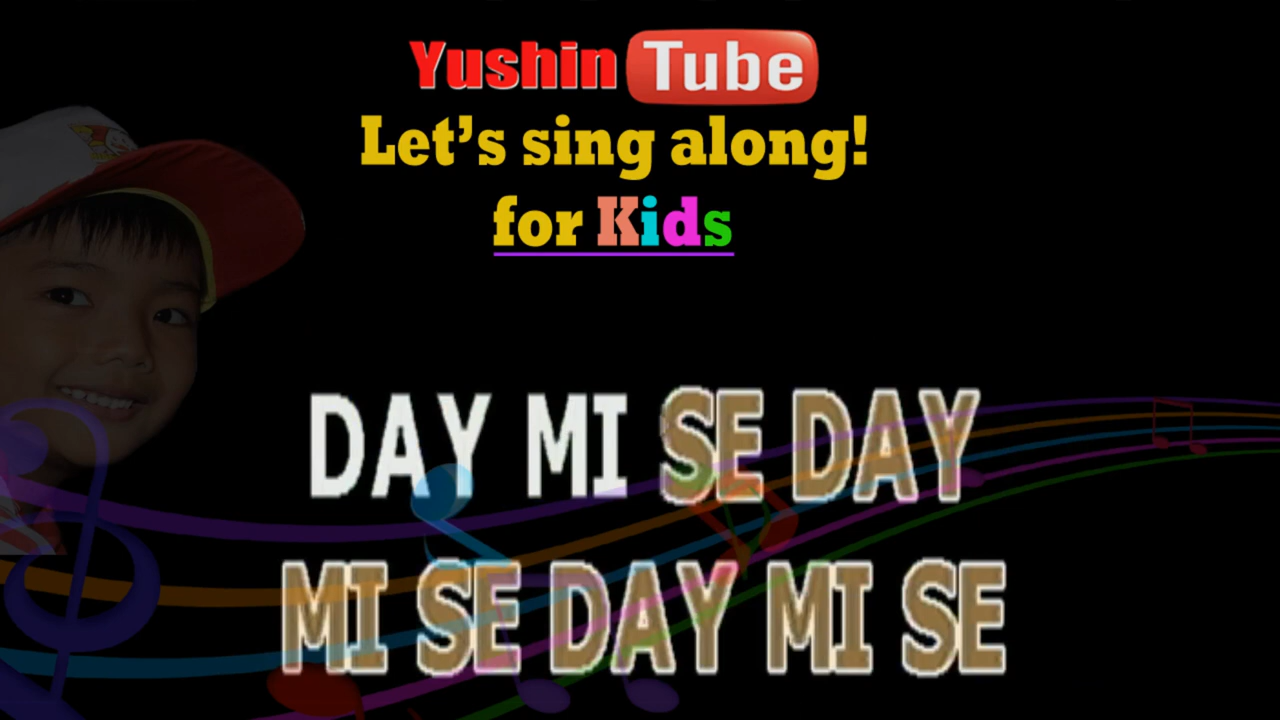 Yushin Tube
Let's sing along!
for Kids
DAY MI SE DAY
MI SE DAY MI SE